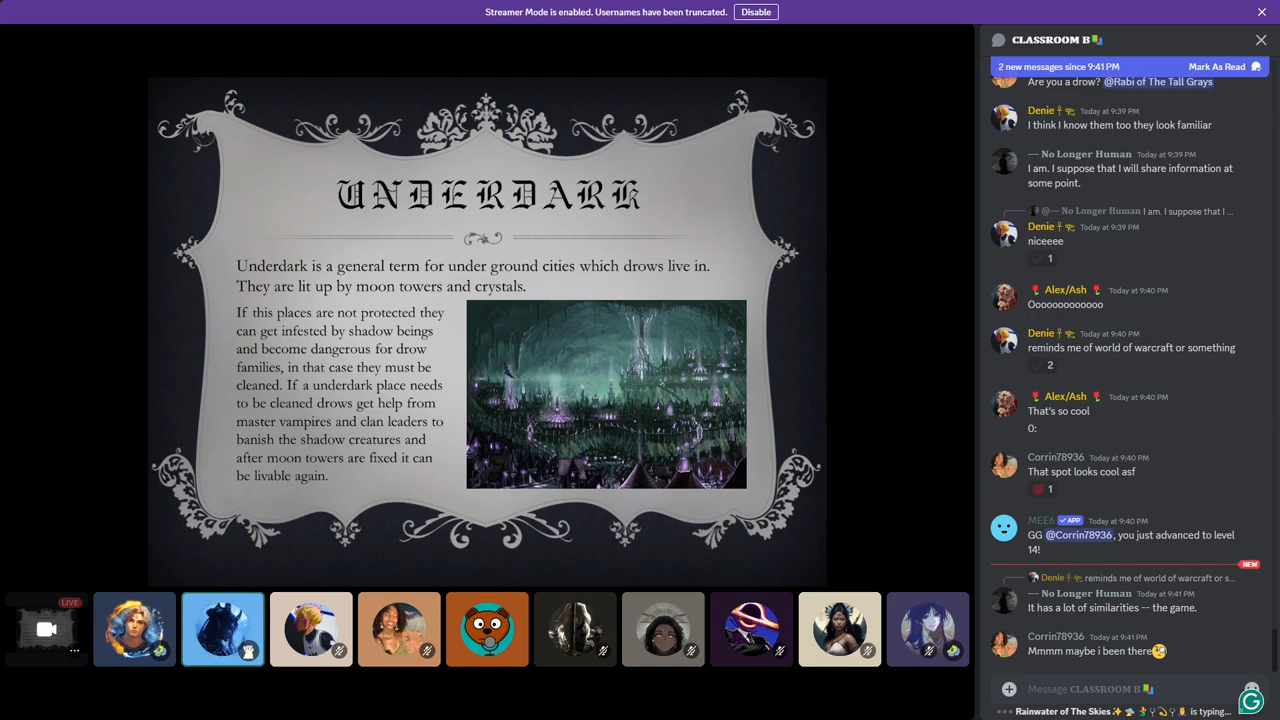 Streamer Mode is enabled. Usernames have been truncated. Disable
UNDERDARK
Underdark is a general term for under ground cities which drows live in.
They are lit up by moon towers and crystals.
If this places are not protected they
can get infested by shadow beings
and become dangerous for drow
families, in that case they must be
cleaned. If a underdark place needs
to be cleaned drows get help from
master vampires and clan leaders to
banish the shadow creatures and
after moon towers are fixed it can
be livable again.
LIVE
CLASSROOM B
2 new messages since 9:41 PM Mark As Read
Are you a drow? @Rabi of The Tall Grays
Denie Today at 9:39 PM
I think I know them too they look familiar
— No Longer Human Today at 9:39 PM
I am. I suppose that I will share information at
some point.
@— No Longer Human I am. I suppose that I ...
Denie Today at 9:39 PM
niceeee
1
Alex/Ash Today at 9:40 PM
Oooooooooooo
Denie Today at 9:40 PM
reminds me of world of warcraft or something
2
Alex/Ash Today at 9:40 PM
That's so cool
0:
Corrin78936 Today at 9:40 PM
That spot looks cool asf
1
MEE6 APP Today at 9:40 PM
GG @Corrin78936, you just advanced to level
14!
NEW
Denie reminds me of world of warcraft or s...
— No Longer Human Today at 9:41 PM
It has a lot of similarities -- the game.
Corrin78936 Today at 9:41 PM
Mmmm maybe i been there
Message CLASSROOM B
Rainwater of The Skies is typing...